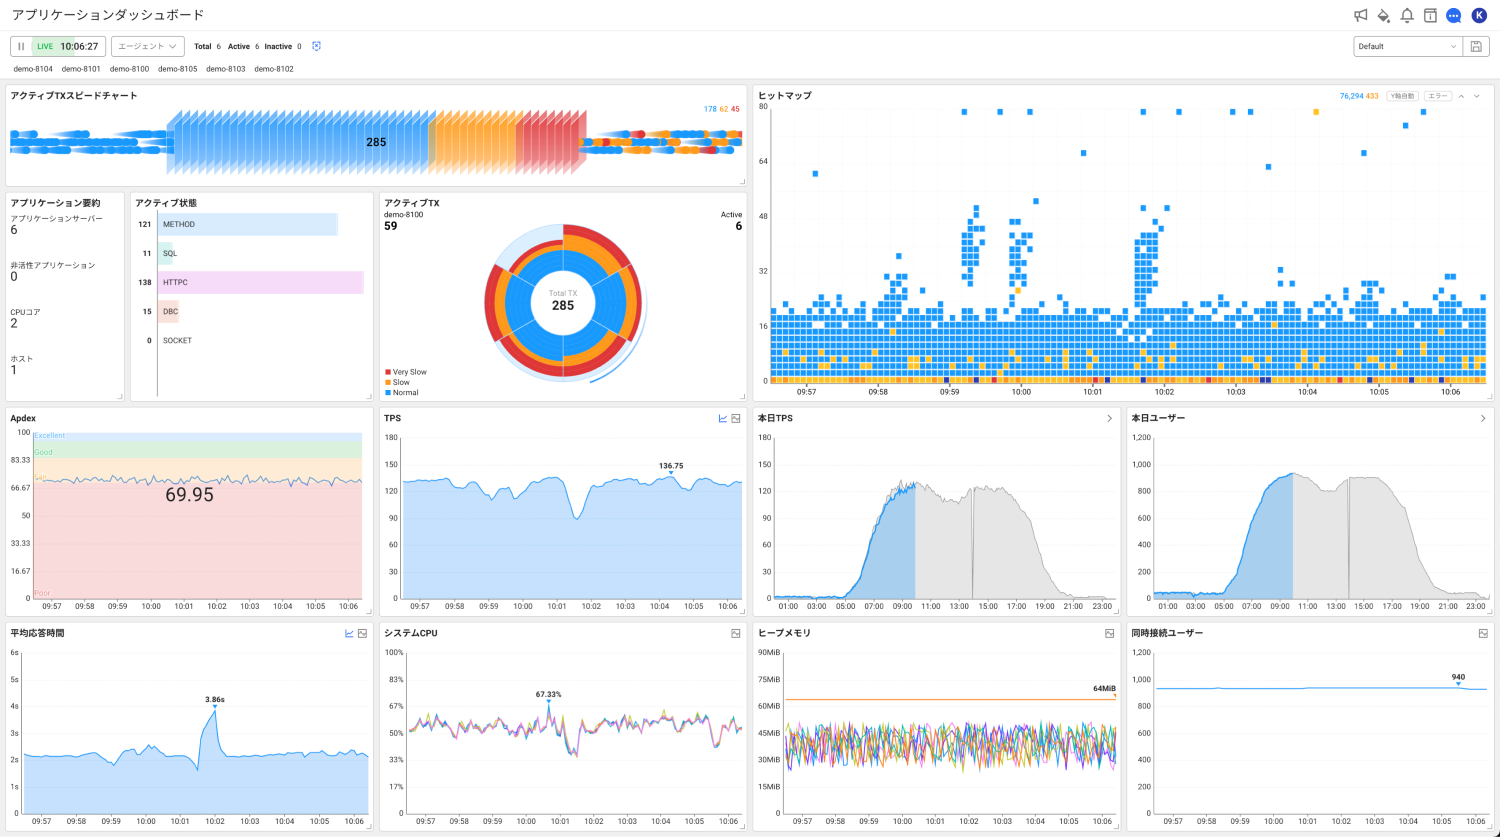 アプリケーションダッシュボード
K
LIVE 10:06:27 エージェント Total 6 Active 6 Inactive 0 Default
demo-8104 demo-8101 demo-8100 demo-8105 demo-8103 demo-8102
アクティブTXスピードチャート
178 62 45
285
ヒットマップ
76,294 433 Y軸自動 エラー
80
64
48
32
16
0
09:57 09:58 09:59 10:00 10:01 10:02 10:03 10:04 10:05 10:06
アプリケーション要約
アプリケーションサーバー
6
非活性アプリケーション
0
CPUコア
2
ホスト
1
アクティブ状態
121 METHOD
11 SQL
138 HTTPC
15 DBC
0 SOCKET
アクティブTX
demo-8100 Active
59 6
Total TX
285
Very Slow
Slow
Normal
Apdex
100
83.33
66.67
50
33.33
16.67
0
Excellent
Good
69.95
Poor
09:57 09:58 09:59 10:00 10:01 10:02 10:03 10:04 10:05 10:06
TPS
180
150
120
90
60
30
0
136.75
09:57 09:58 09:59 10:00 10:01 10:02 10:03 10:04 10:05 10:06
本日TPS
180
150
120
90
60
30
0
01:00 03:00 05:00 07:00 09:00 11:00 13:00 15:00 17:00 19:00 21:00 23:00
本日ユーザー
1,200
1,000
800
600
400
200
0
01:00 03:00 05:00 07:00 09:00 11:00 13:00 15:00 17:00 19:00 21:00 23:00
平均応答時間
6s
5s
4s
3s
2s
1s
0
3.86s
09:57 09:58 09:59 10:00 10:01 10:02 10:03 10:04 10:05 10:06
システムCPU
100%
83%
67%
50%
33%
17%
0
67.33%
09:57 09:58 09:59 10:00 10:01 10:02 10:03 10:04 10:05 10:06
ヒープメモリ
90MiB
75MiB
60MiB
45MiB
30MiB
15MiB
0
64MiB
09:57 09:58 09:59 10:00 10:01 10:02 10:03 10:04 10:05 10:06
同時接続ユーザー
1,200
1,000
800
600
400
200
0
940
09:57 09:58 09:59 10:00 10:01 10:02 10:03 10:04 10:05 10:06